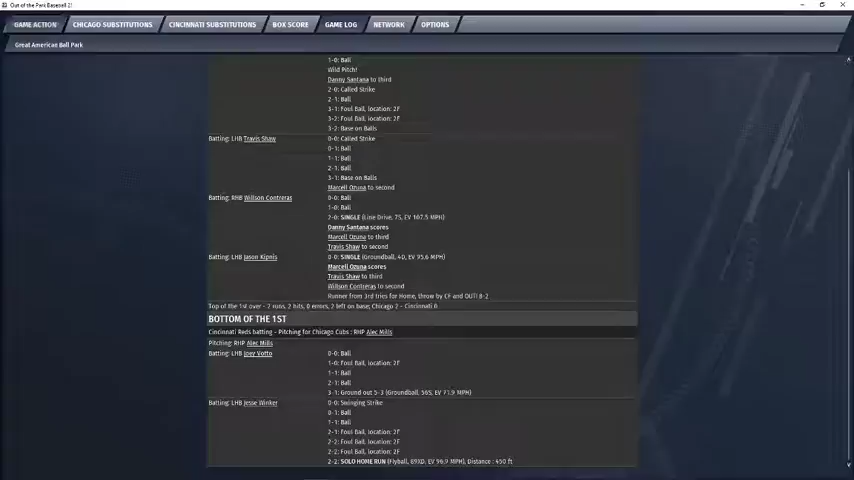 Out of the Park Baseball 21
GAME ACTION
CHICAGO SUBSTITUTIONS
CINCINNATI SUBSTITUTIONS
BOX SCORE
GAME LOG
NETWORK
OPTIONS
Great American Ball Park
1-0: Ball
Wild Pitch!
Danny Santana to third
2-0: Called Strike
2-1: Ball
3-1: Foul Ball, location: 2F
3-2: Foul Ball, location: 2F
3-2: Base on Balls
Batting: LHB Travis Shaw
0-0: Called Strike
0-1: Ball
1-1: Ball
2-1: Ball
3-1: Base on Balls
Marcell Ozuna to second
Batting: RHB Willson Contreras
0-0: Ball
1-0: Ball
2-0: SINGLE (Line Drive, 7S, EV 107.5 MPH)
Danny Santana scores
Marcell Ozuna to third
Travis Shaw to second
Batting: LHB Jason Kipnis
0-0: SINGLE (Groundball, 4D, EV 95.6 MPH)
Marcell Ozuna scores
Travis Shaw to third
Willson Contreras to second
Runner from 3rd tries for Home, throw by CF and OUT! 8-2
Top of the 1st over - 2 runs, 2 hits, 0 errors, 2 left on base; Chicago 2 - Cincinnati 0
BOTTOM OF THE 1ST
Cincinnati Reds batting - Pitching for Chicago Cubs : RHP Alec Mills
Pitching: RHP Alec Mills
Batting: LHB Joey Votto
0-0: Ball
1-0: Foul Ball, location: 2F
1-1: Ball
2-1: Ball
3-1: Ground out 5-3 (Groundball, 56S, EV 71.9 MPH)
Batting: LHB Jesse Winker
0-0: Swinging Strike
0-1: Ball
1-1: Ball
2-1: Foul Ball, location: 2F
2-2: Foul Ball, location: 2F
2-2: Foul Ball, location: 2F
2-2: SOLO HOME RUN (Flyball, 89XD, EV 96.9 MPH), Distance : 450 ft